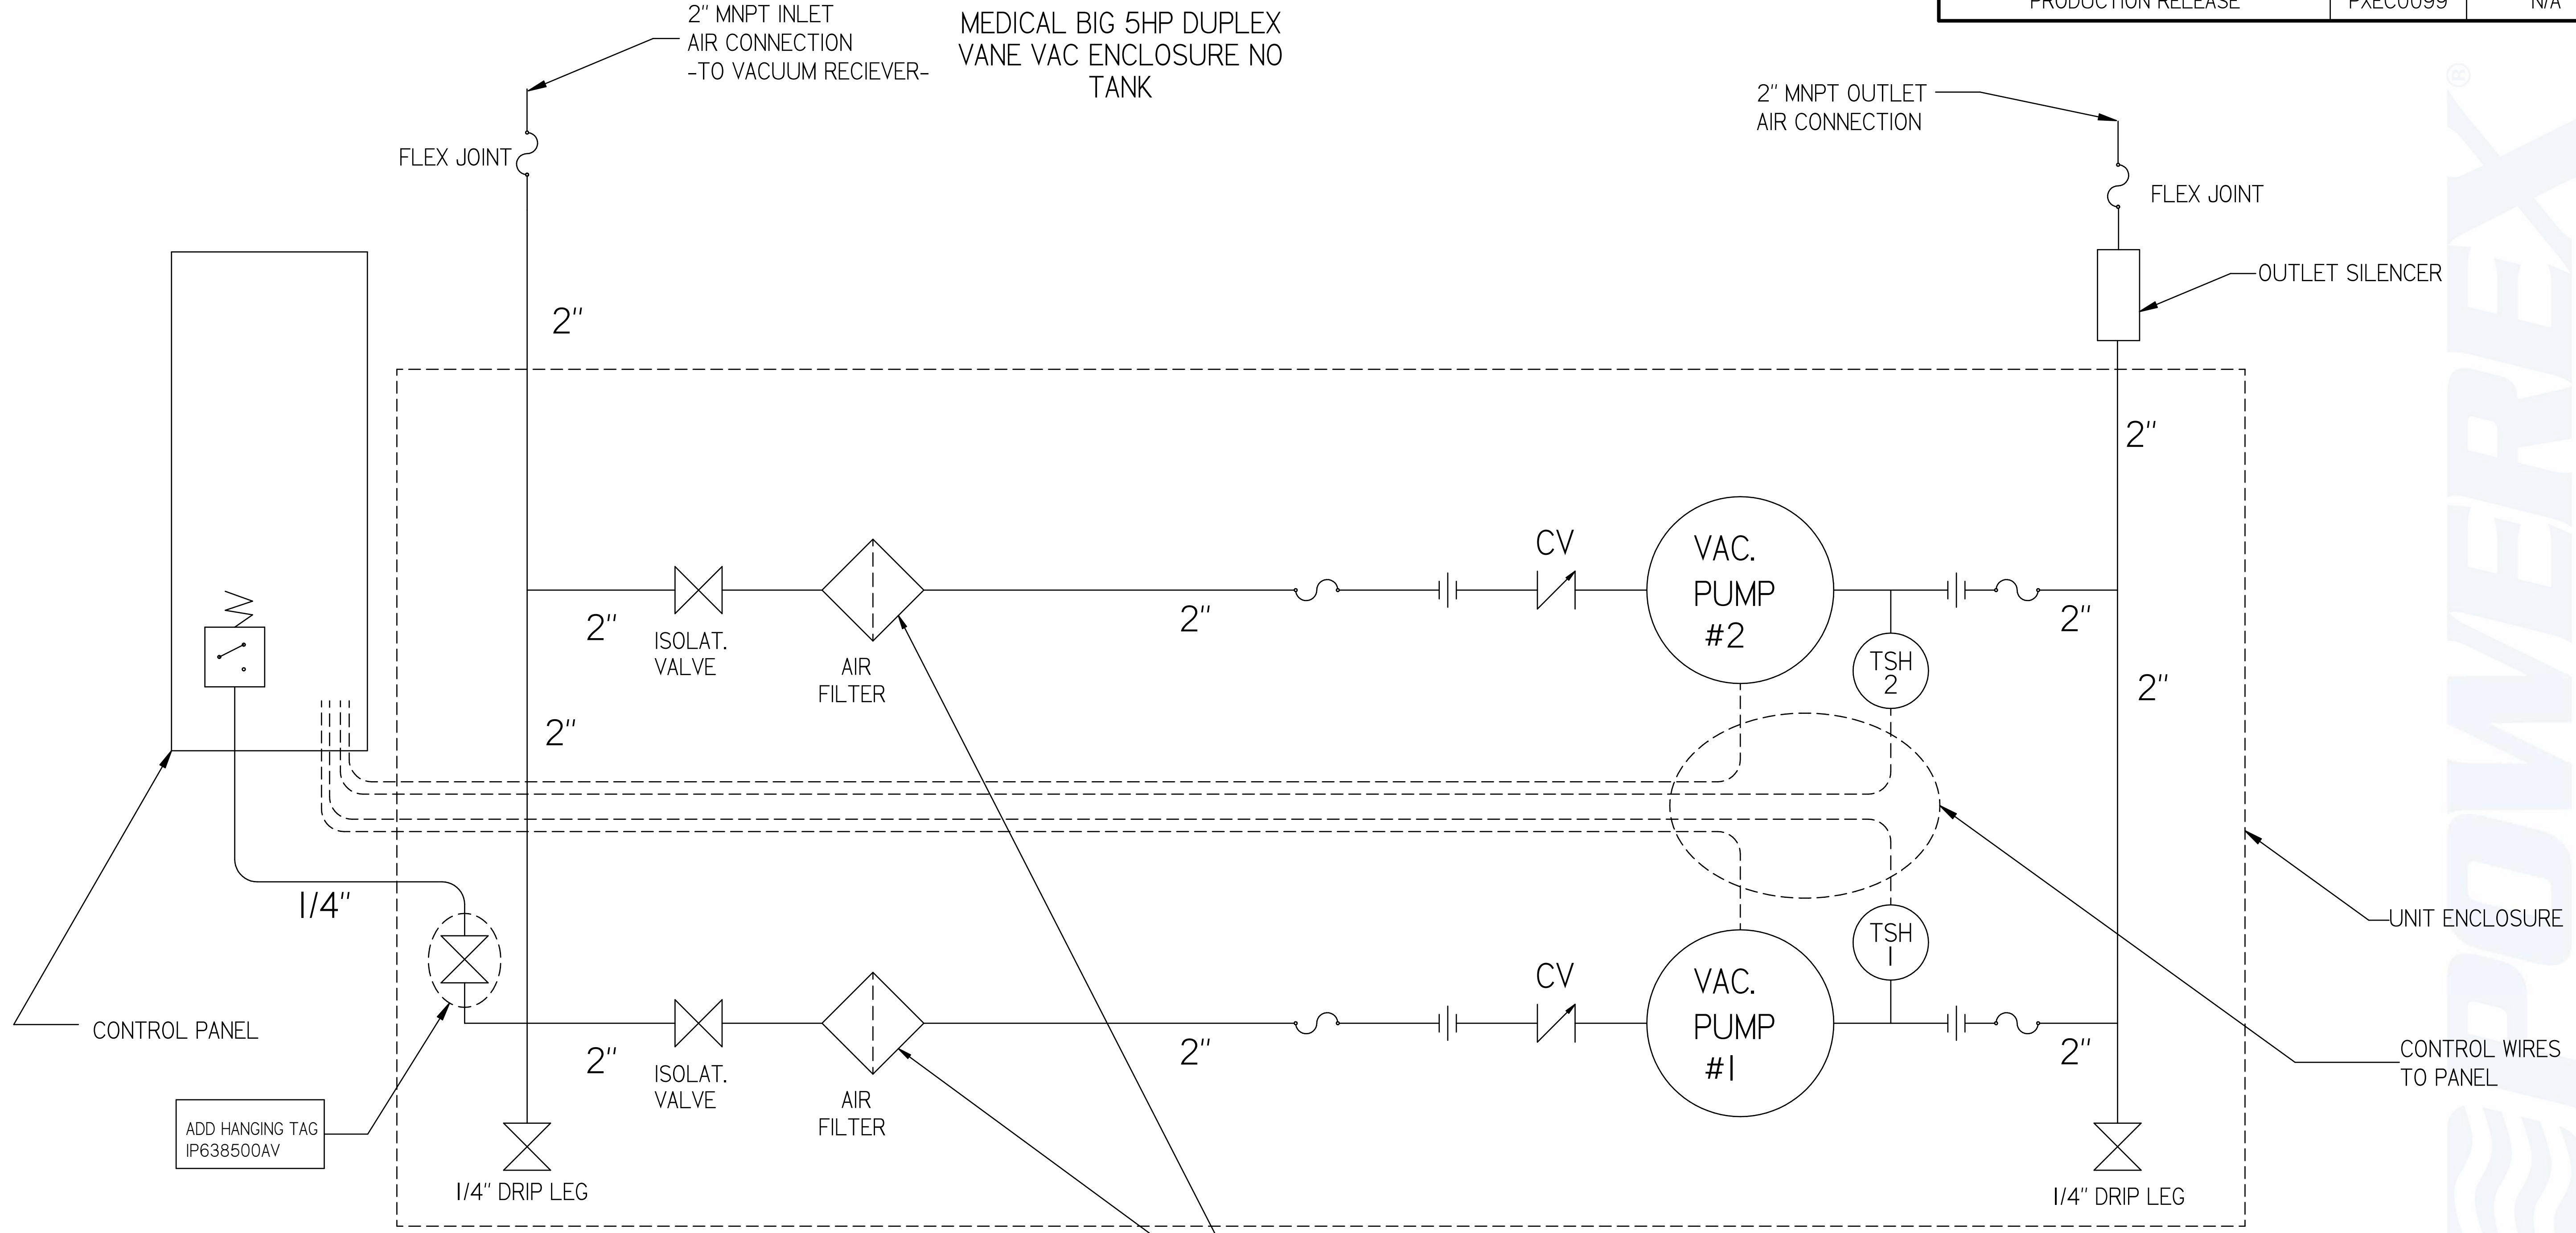 PRODUCTION RELEASE PXEC0099 N/A
2" MNPT INLET
AIR CONNECTION
-TO VACUUM RECIEVER-
MEDICAL BIG 5HP DUPLEX
VANE VAC ENCLOSURE NO
TANK
2" MNPT OUTLET
AIR CONNECTION
FLEX JOINT
FLEX JOINT
OUTLET SILENCER
2"
2"
CV
VAC.
PUMP
#2
TSH
2
2"
ISOLAT.
VALVE
AIR
FILTER
2"
2"
2"
2"
1/4"
CONTROL PANEL
ADD HANGING TAG
IP638500AV
UNIT ENCLOSURE
CONTROL WIRES
TO PANEL
CV
VAC.
PUMP
#1
TSH
1
2"
ISOLAT.
VALVE
AIR
FILTER
2"
2"
1/4" DRIP LEG
1/4" DRIP LEG
POWEREX®